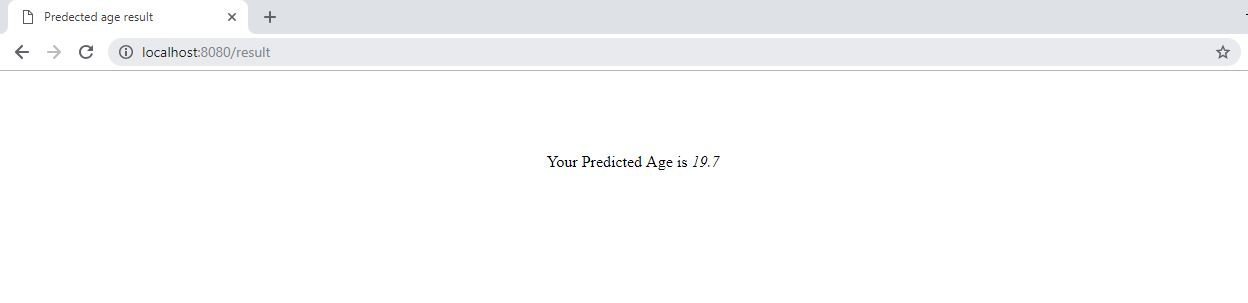 Predected age result
localhost:8080/result
Your Predicted Age is 19.7